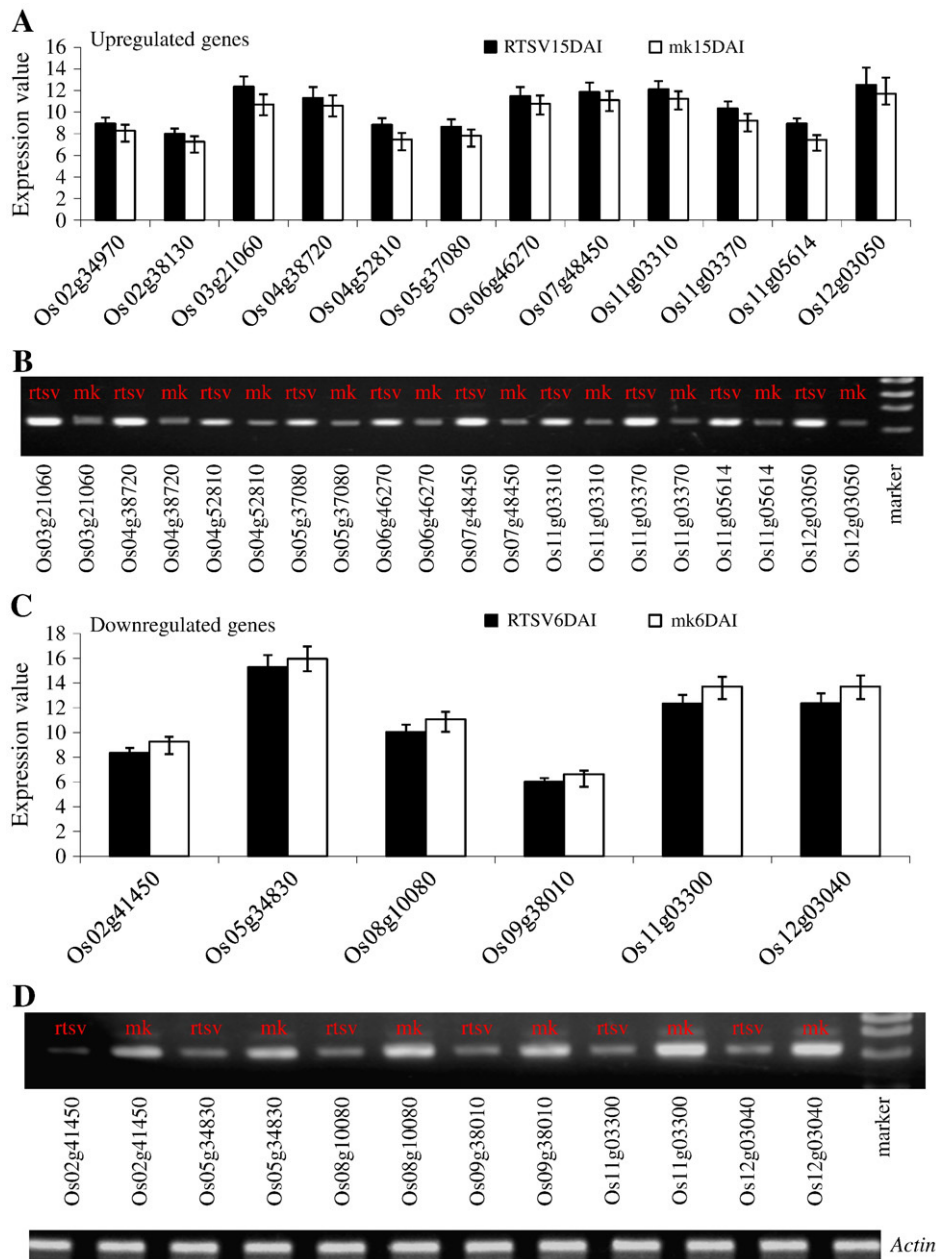 A
Upregulated genes
RTSV15DAI mk15DAI
Expression value
16
14
12
10
8
6
4
2
0
Os02g34970 Os02g38130 Os03g21060 Os04g38720 Os04g52810 Os05g37080 Os06g46270 Os07g48450 Os11g03310 Os11g03370 Os11g05614 Os12g03050
B
rtsv mk rtsv mk rtsv mk rtsv mk rtsv mk rtsv mk rtsv mk rtsv mk rtsv mk rtsv mk
Os03g21060 Os03g21060 Os04g38720 Os04g38720 Os04g52810 Os04g52810 Os05g37080 Os05g37080 Os06g46270 Os06g46270 Os07g48450 Os07g48450 Os11g03310 Os11g03310 Os11g03370 Os11g03370 Os11g05614 Os11g05614 Os12g03050 Os12g03050 marker
C
Downregulated genes
RTSV6DAI mk6DAI
Expression value
18
16
14
12
10
8
6
4
2
0
Os02g41450 Os05g34830 Os08g10080 Os09g38010 Os11g03300 Os12g03040
D
rtsv mk rtsv mk rtsv mk rtsv mk rtsv mk rtsv mk
Os02g41450 Os02g41450 Os05g34830 Os05g34830 Os08g10080 Os08g10080 Os09g38010 Os09g38010 Os11g03300 Os11g03300 Os12g03040 Os12g03040 marker
Actin